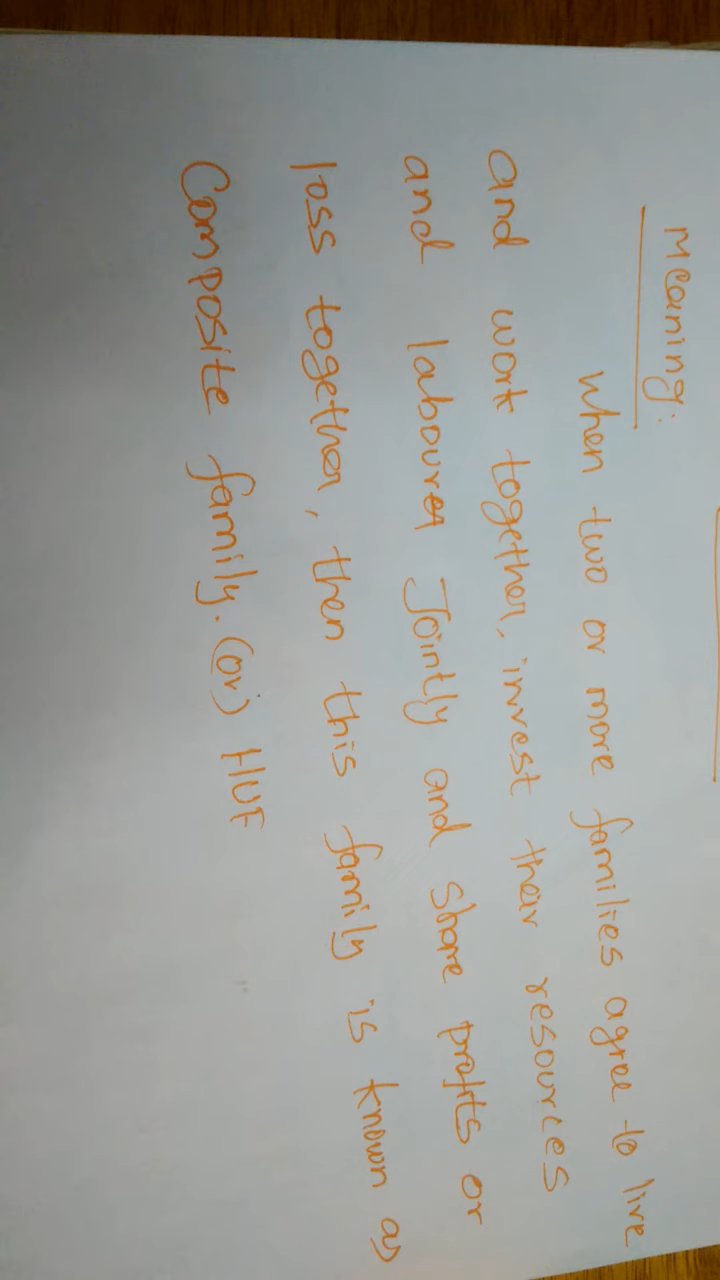 Meaning:
When two or more families agree to live
and work together, invest their resources
and labourer Jointly and share profits or
loss together, then this family is known as
Composite family. (or) HUF